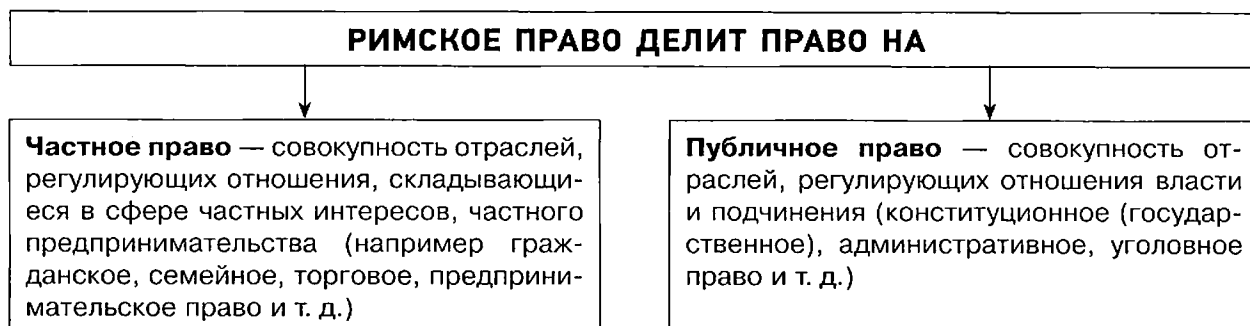 РИМСКОЕ ПРАВО ДЕЛИТ ПРАВО НА
Частное право — совокупность отраслей,
регулирующих отношения, складывающи-
еся в сфере частных интересов, частного
предпринимательства (например граж-
данское, семейное, торговое, предприни-
мательское право и т. д.)
Публичное право — совокупность от-
раслей, регулирующих отношения власти
и подчинения (конституционное (государ-
ственное), административное, уголовное
право и т. д.)